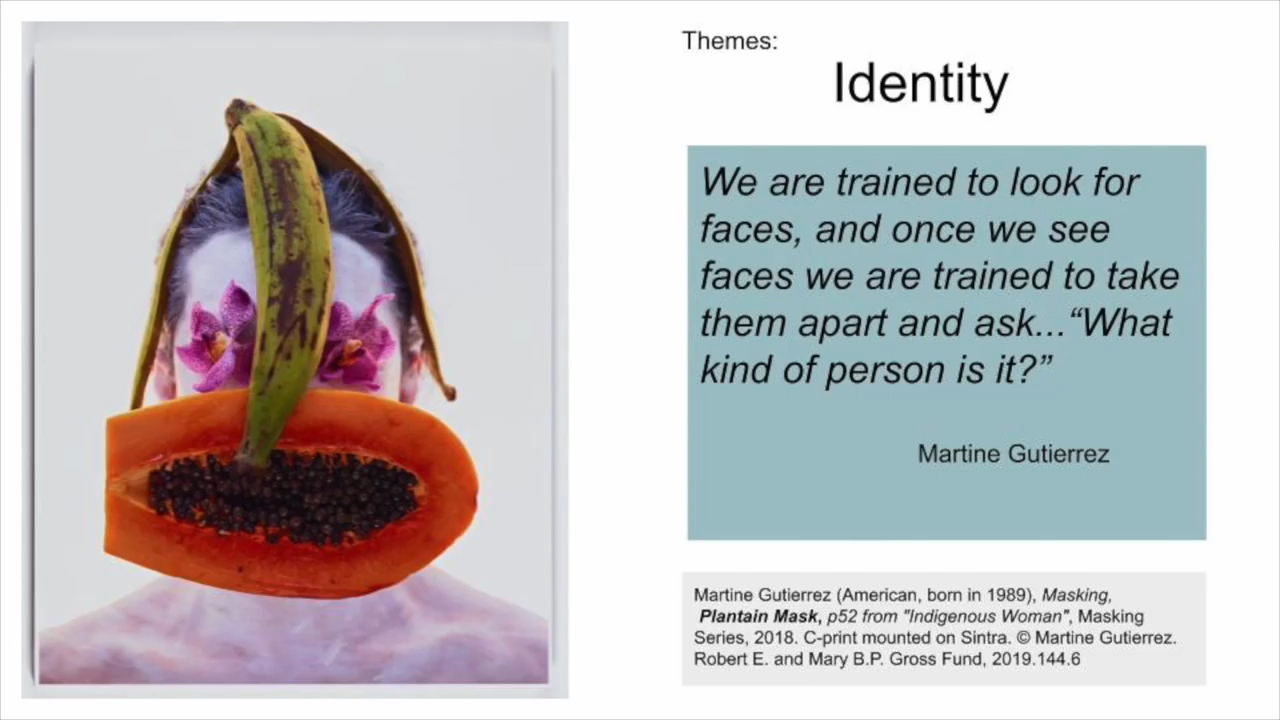 Themes:
Identity
We are trained to look for
faces, and once we see
faces we are trained to take
them apart and ask...“What
kind of person is it?”
Martine Gutierrez
Martine Gutierrez (American, born in 1989), Masking,
Plantain Mask, p52 from "Indigenous Woman", Masking
Series, 2018. C-print mounted on Sintra. © Martine Gutierrez.
Robert E. and Mary B.P. Gross Fund, 2019.144.6